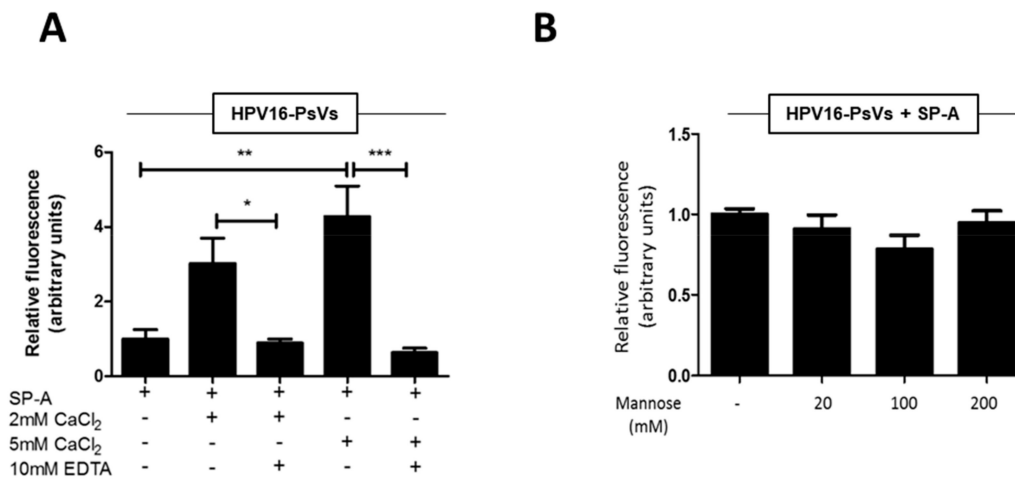 A
B
HPV16-PsVs
** ***
*
Relative fluorescence
(arbitrary units)
6
4
2
0
SP-A + + + + +
2mM CaCl2 - + + - -
5mM CaCl2 - - - + +
10mM EDTA - - + - +
HPV16-PsVs + SP-A
Relative fluorescence
(arbitrary units)
1.5
1.0
0.5
0.0
Mannose - 20 100 200
(mM)